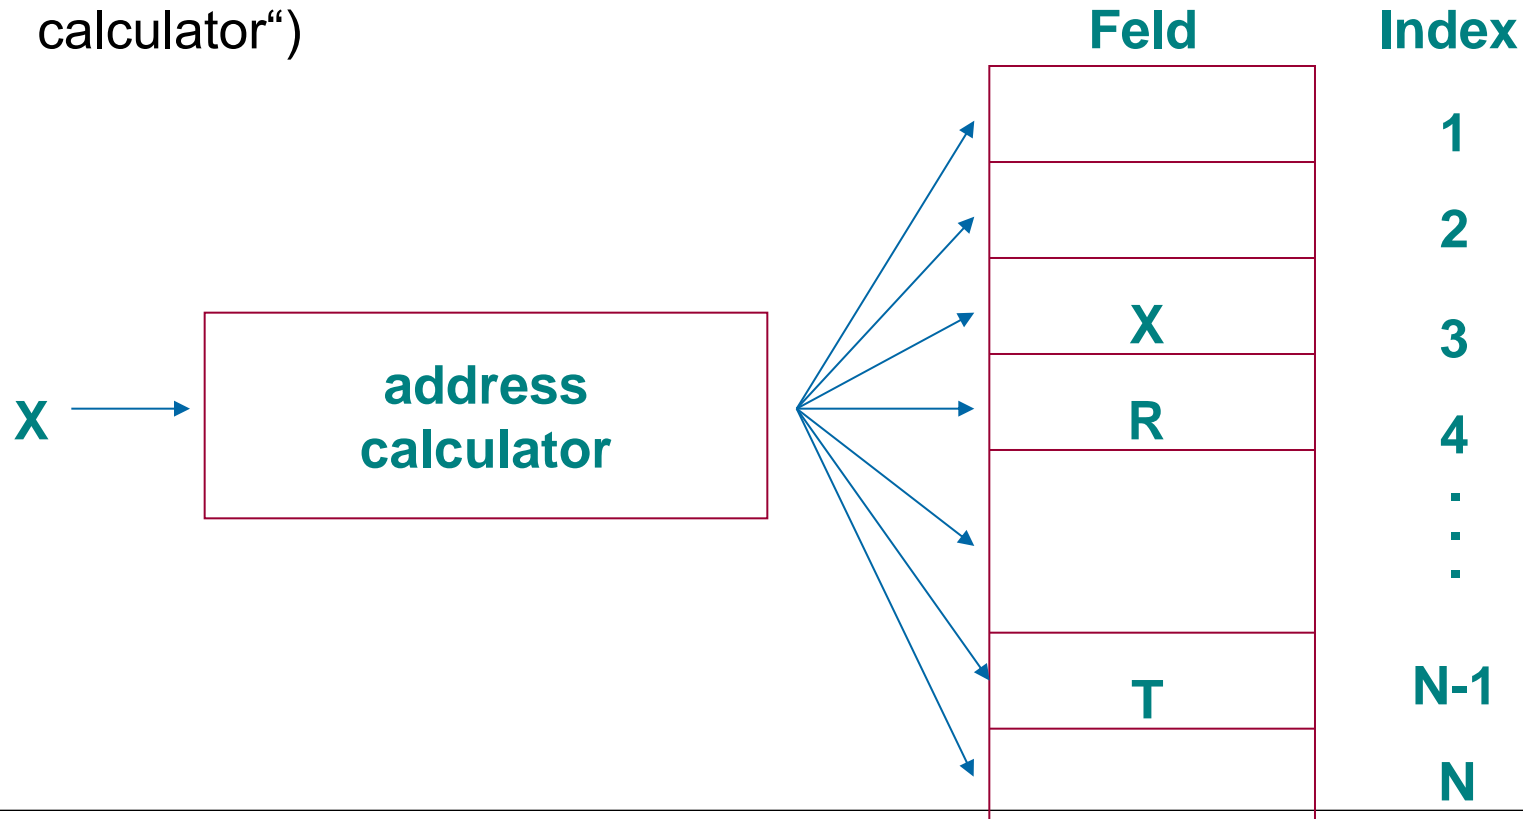 calculator“)
Feld Index
1
2
X 3
address
calculator
X R 4
.
.
.
T N-1
N